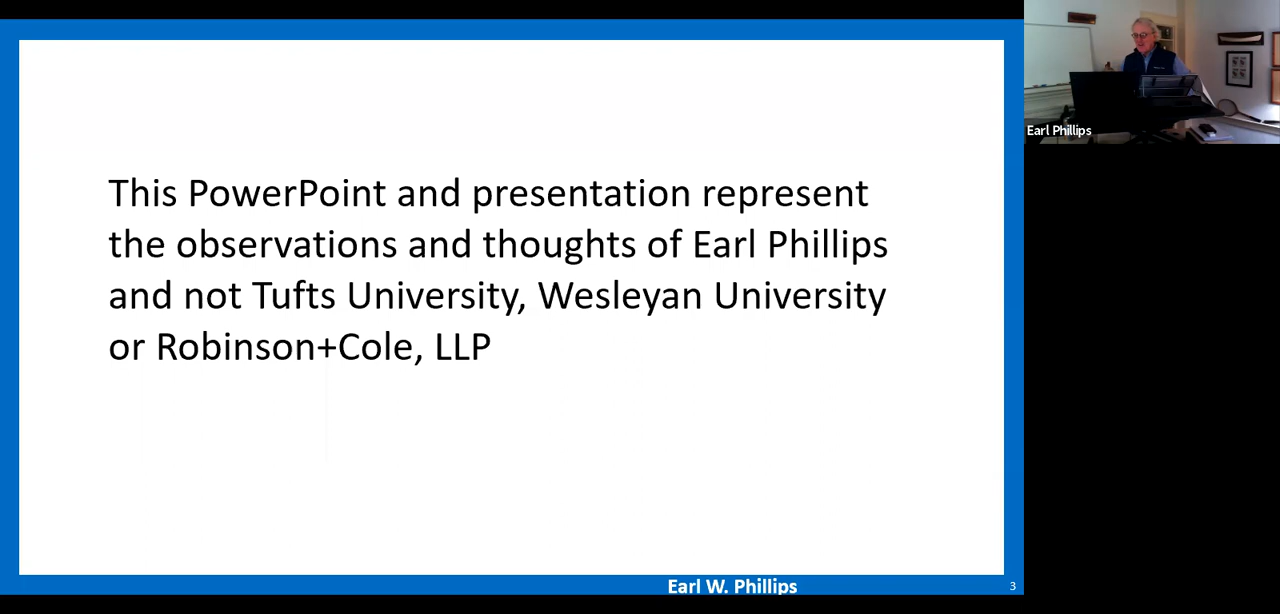 This PowerPoint and presentation represent
the observations and thoughts of Earl Phillips
and not Tufts University, Wesleyan University
or Robinson+Cole, LLP
Earl W. Phillips
3
Earl Phillips